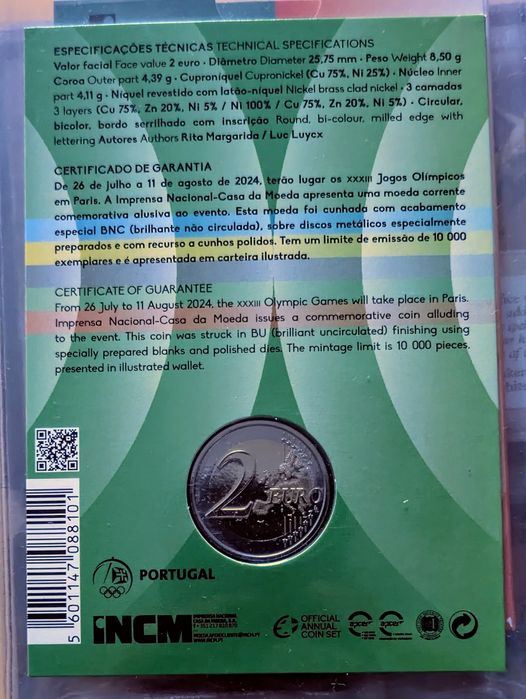 ESPECIFICAÇÕES TÉCNICAS TECHNICAL SPECIFICATIONS
Valor facial Face value 2 euro · Diâmetro Diameter 25,75 mm · Peso Weight 8,50 g
Coroa Outer part 4,39 g · Cuproníquel Cupronickel (Cu 75%, Ni 25%) · Núcleo Inner
part 4,11 g · Níquel revestido com latão-níquel Nickel brass clad nickel · 3 camadas
3 layers (Cu 75%, Zn 20%, Ni 5% / Ni 100% / Cu 75%, Zn 20%, Ni 5%) · Circular,
bicolor, bordo serrilhado com inscrição Round, bi-colour, milled edge with
lettering Autores Authors Rita Margarida / Luc Luycx
CERTIFICADO DE GARANTIA
De 26 de julho a 11 de agosto de 2024, terão lugar os XXXIII Jogos Olímpicos
em Paris. A Imprensa Nacional-Casa da Moeda apresenta uma moeda corrente
comemorativa alusiva ao evento. Esta moeda foi cunhada com acabamento
especial BNC (brilhante não circulada), sobre discos metálicos especialmente
preparados e com recurso a cunhos polidos. Tem um limite de emissão de 10 000
exemplares e é apresentada em carteira ilustrada.
CERTIFICATE OF GUARANTEE
From 26 July to 11 August 2024, the XXXIII Olympic Games will take place in Paris.
Imprensa Nacional-Casa da Moeda issues a commemorative coin alluding
to the event. This coin was struck in BU (brilliant uncirculated) finishing using
specially prepared blanks and polished dies. The mintage limit is 10 000 pieces,
presented in illustrated wallet.
2 EURO
5 601147 088101
PORTUGAL
INCM
IMPRENSA NACIONAL
CASA DA MOEDA, S.A.
WWW.INCM.PT
OFFICIAL
ANNUAL
COIN SET
apcer
apcer